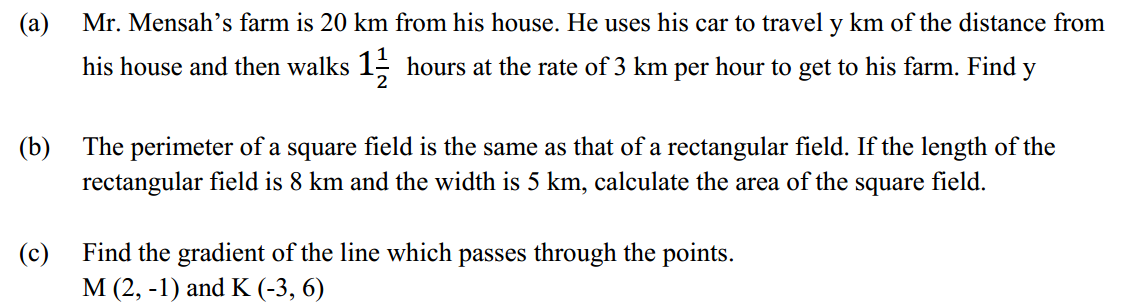 (a) Mr. Mensah’s farm is 20 km from his house. He uses his car to travel y km of the distance from
his house and then walks 1 1/2 hours at the rate of 3 km per hour to get to his farm. Find y
(b) The perimeter of a square field is the same as that of a rectangular field. If the length of the
rectangular field is 8 km and the width is 5 km, calculate the area of the square field.
(c) Find the gradient of the line which passes through the points.
M (2, -1) and K (-3, 6)